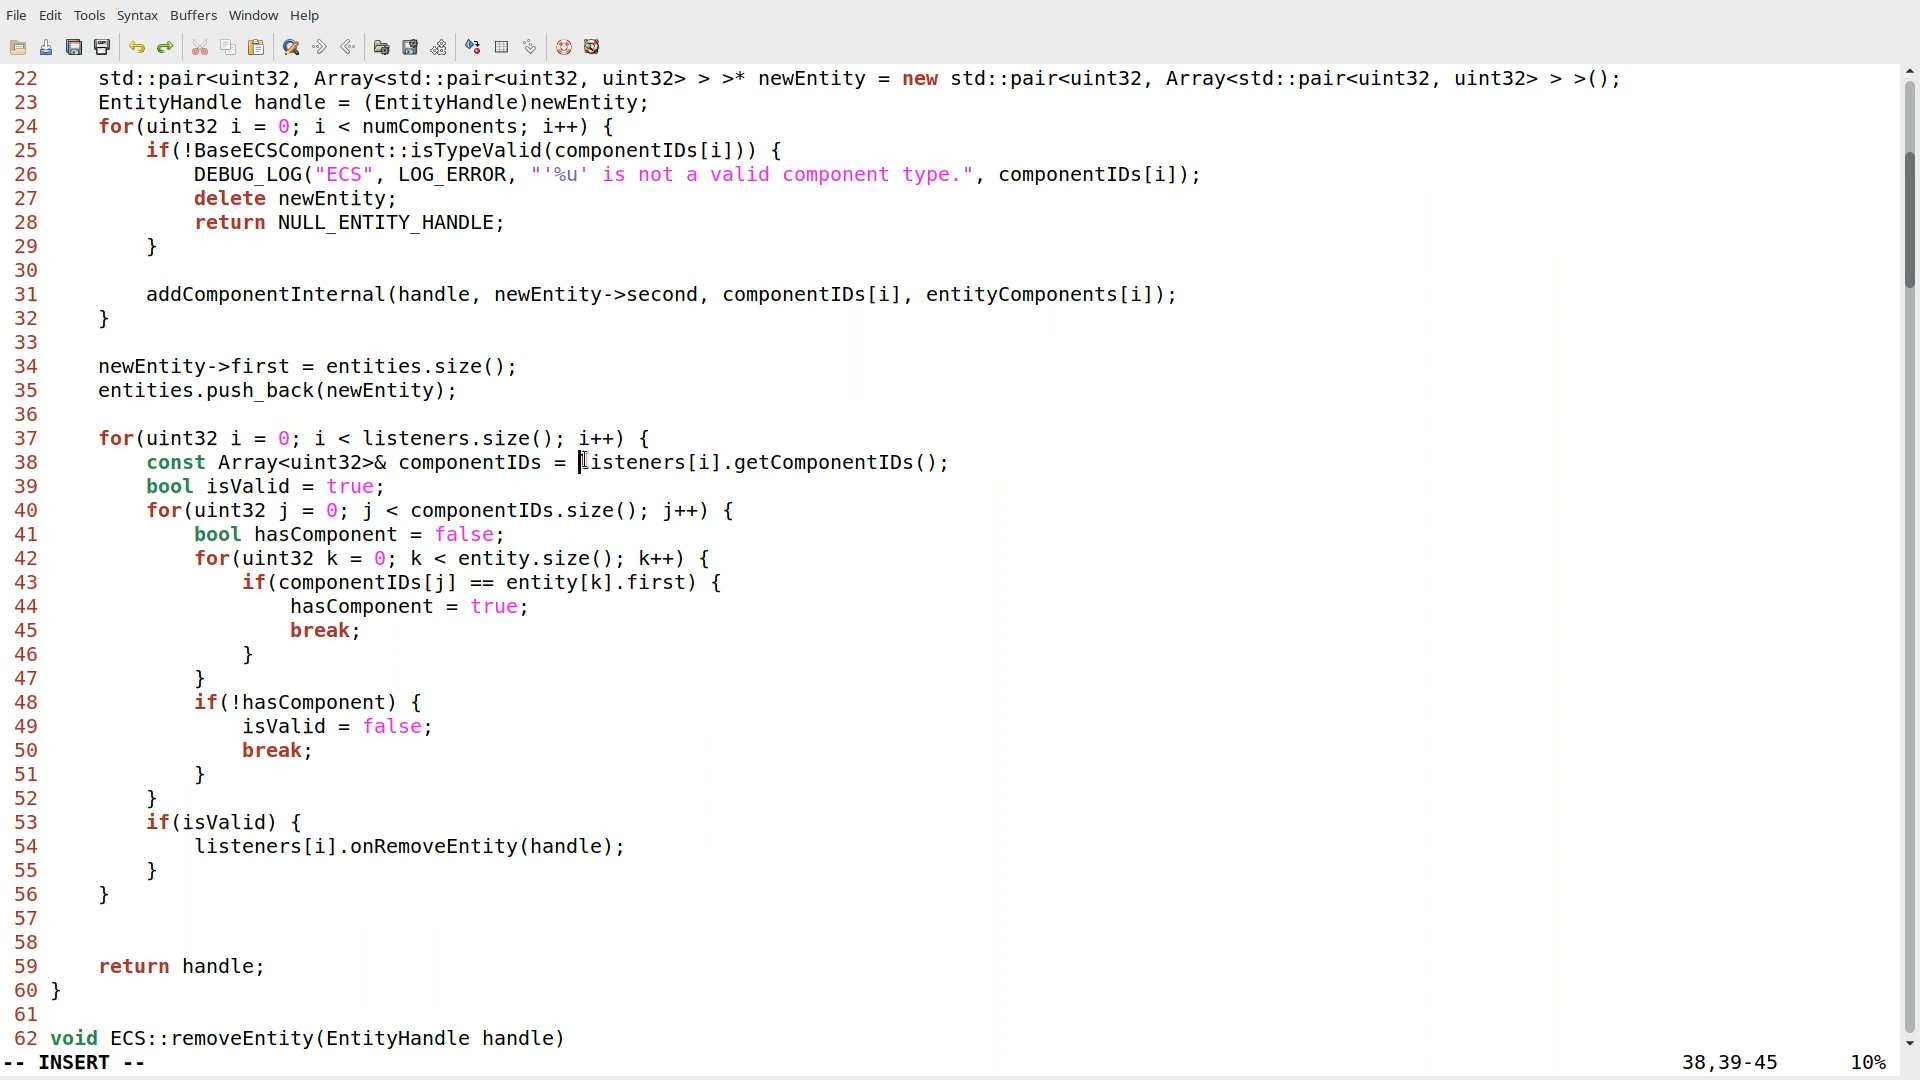 File Edit Tools Syntax Buffers Window Help
22     std::pair<uint32, Array<std::pair<uint32, uint32> > >* newEntity = new std::pair<uint32, Array<std::pair<uint32, uint32> > >();
23     EntityHandle handle = (EntityHandle)newEntity;
24     for(uint32 i = 0; i < numComponents; i++) {
25         if(!BaseECSComponent::isTypeValid(componentIDs[i])) {
26             DEBUG_LOG("ECS", LOG_ERROR, "'%u' is not a valid component type.", componentIDs[i]);
27             delete newEntity;
28             return NULL_ENTITY_HANDLE;
29         }
30
31         addComponentInternal(handle, newEntity->second, componentIDs[i], entityComponents[i]);
32     }
33
34     newEntity->first = entities.size();
35     entities.push_back(newEntity);
36
37     for(uint32 i = 0; i < listeners.size(); i++) {
38         const Array<uint32>& componentIDs = listeners[i].getComponentIDs();
39         bool isValid = true;
40         for(uint32 j = 0; j < componentIDs.size(); j++) {
41             bool hasComponent = false;
42             for(uint32 k = 0; k < entity.size(); k++) {
43                 if(componentIDs[j] == entity[k].first) {
44                     hasComponent = true;
45                     break;
46                 }
47             }
48             if(!hasComponent) {
49                 isValid = false;
50                 break;
51             }
52         }
53         if(isValid) {
54             listeners[i].onRemoveEntity(handle);
55         }
56     }
57
58
59     return handle;
60 }
61
62 void ECS::removeEntity(EntityHandle handle)
-- INSERT -- 38,39-45 10%